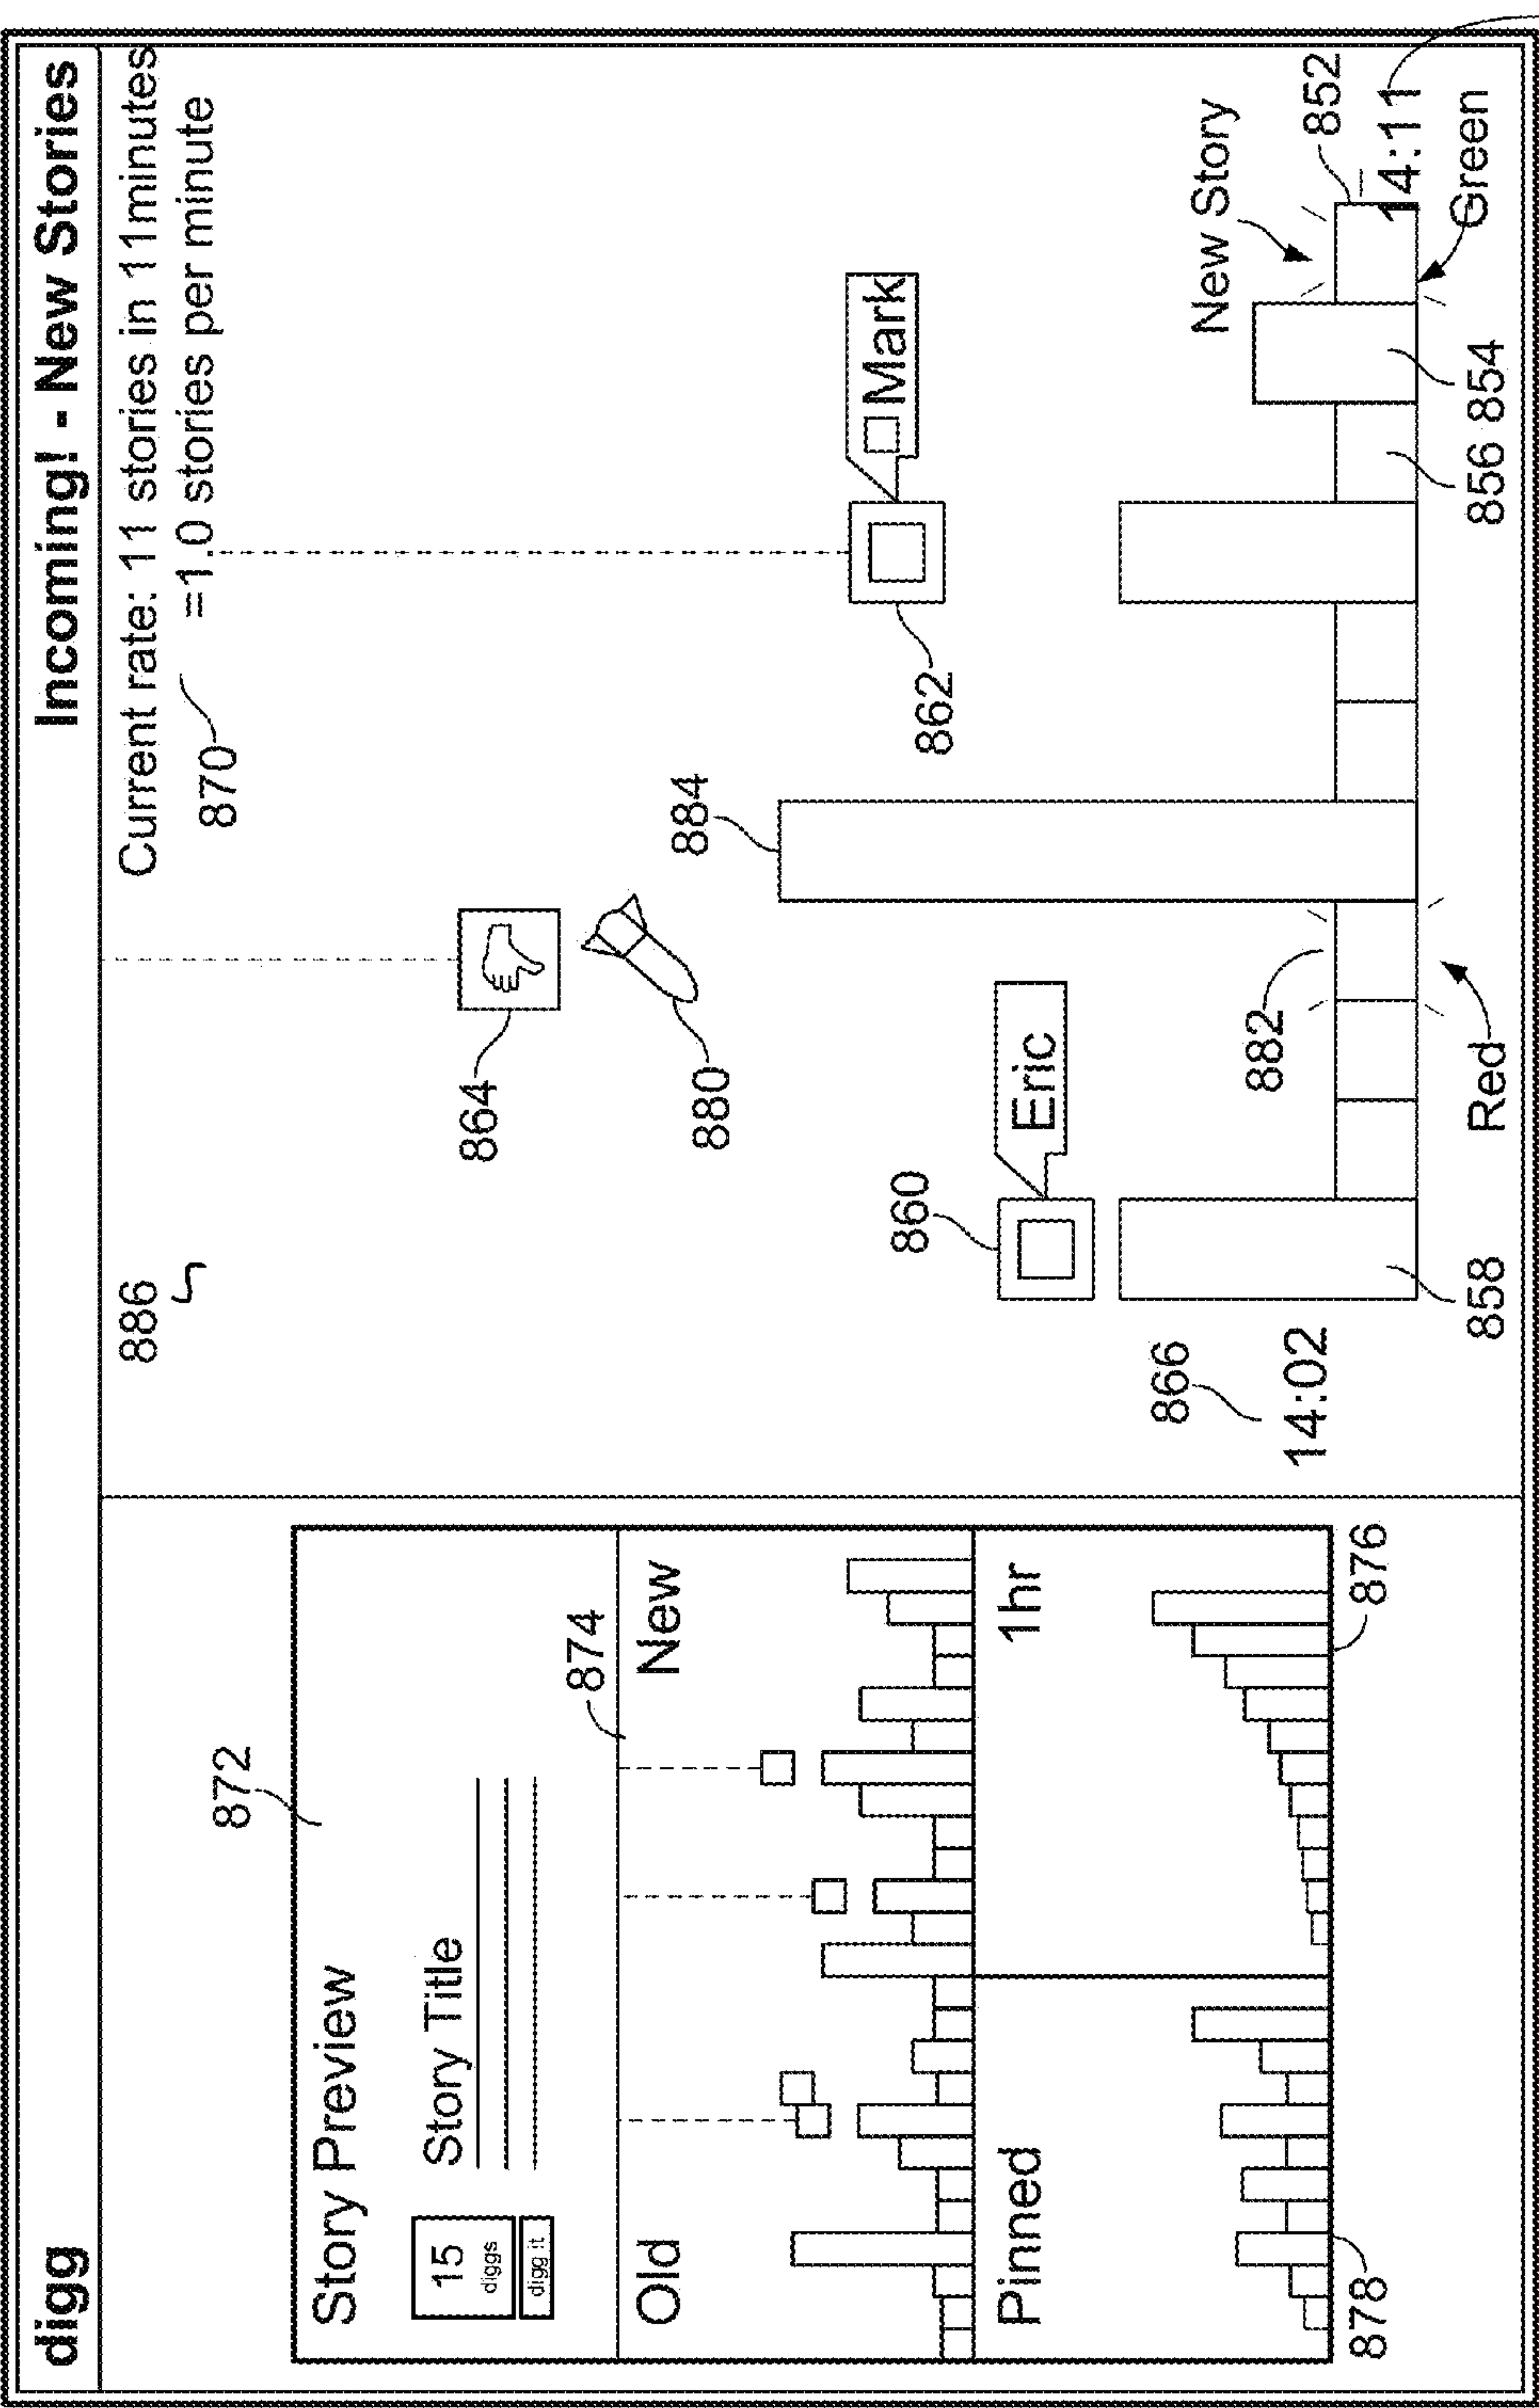 digg
Incoming! - New Stories
872
Story Preview
15
diggs
digg it
Story Title
874
Old
New
Pinned
1hr
878
876
886
Current rate: 11 stories in 11minutes
=1.0 stories per minute
870
864
880
884
860
Eric
862
Mark
866
14:02
882
New Story
852
14:11
858
Red
856
854
Green